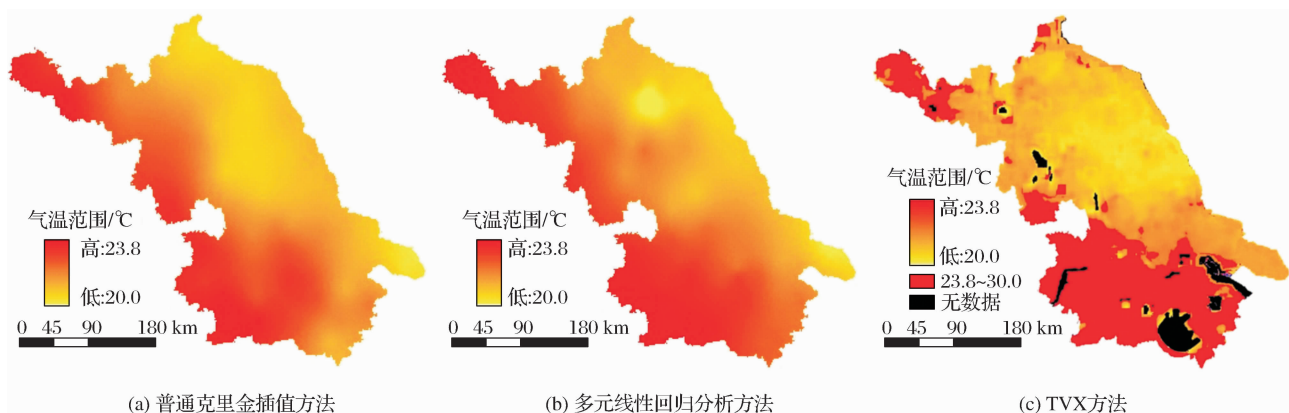 气温范围/℃
高:23.8
低:20.0
0 45 90 180 km
(a) 普通克里金插值方法
气温范围/℃
高:23.8
低:20.0
0 45 90 180 km
(b) 多元线性回归分析方法
气温范围/℃
高:23.8
低:20.0
23.8~30.0
无数据
0 45 90 180 km
(c) TVX方法